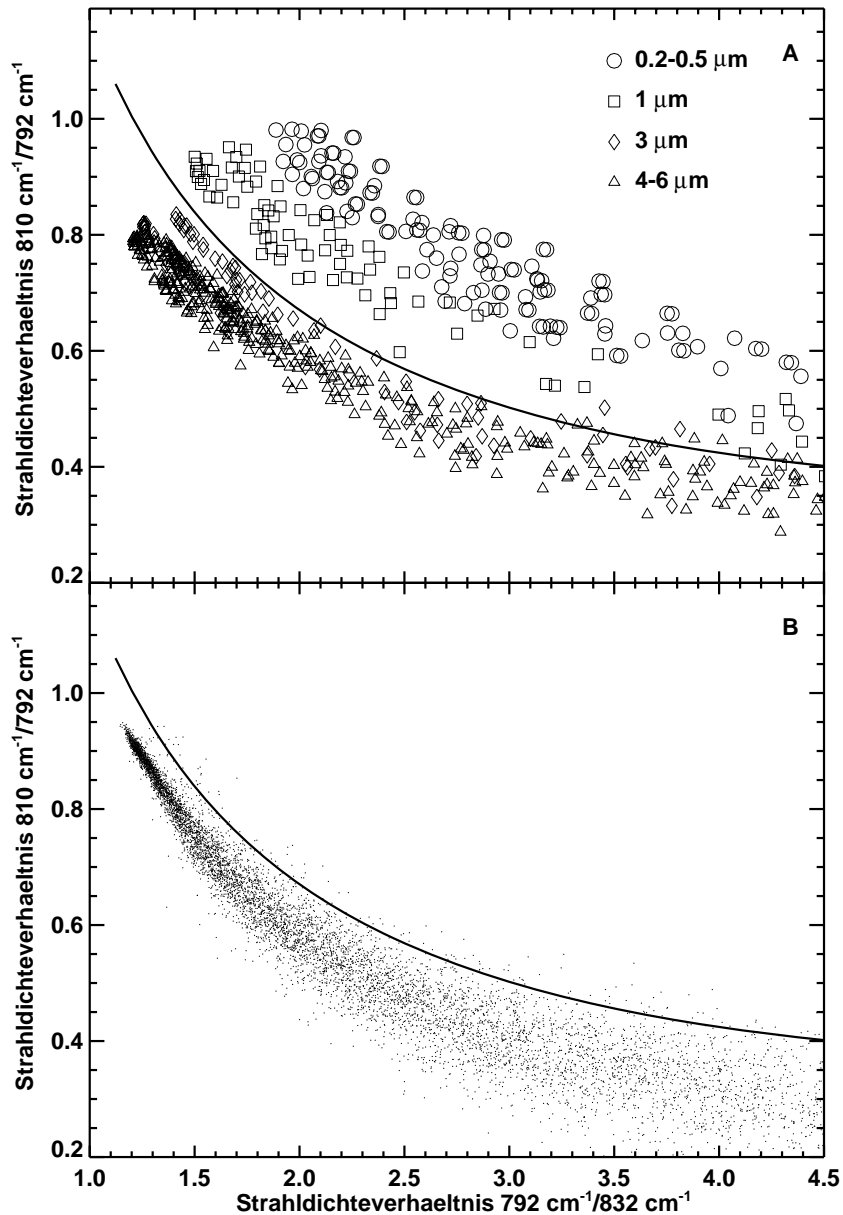 A
0.2-0.5 μm
1 μm
3 μm
4-6 μm
1.0
0.8
0.6
0.4
0.2
Strahldichteverhaeltnis 810 cm⁻¹/792 cm⁻¹
B
1.0
0.8
0.6
0.4
0.2
Strahldichteverhaeltnis 810 cm⁻¹/792 cm⁻¹
1.0 1.5 2.0 2.5 3.0 3.5 4.0 4.5
Strahldichteverhaeltnis 792 cm⁻¹/832 cm⁻¹